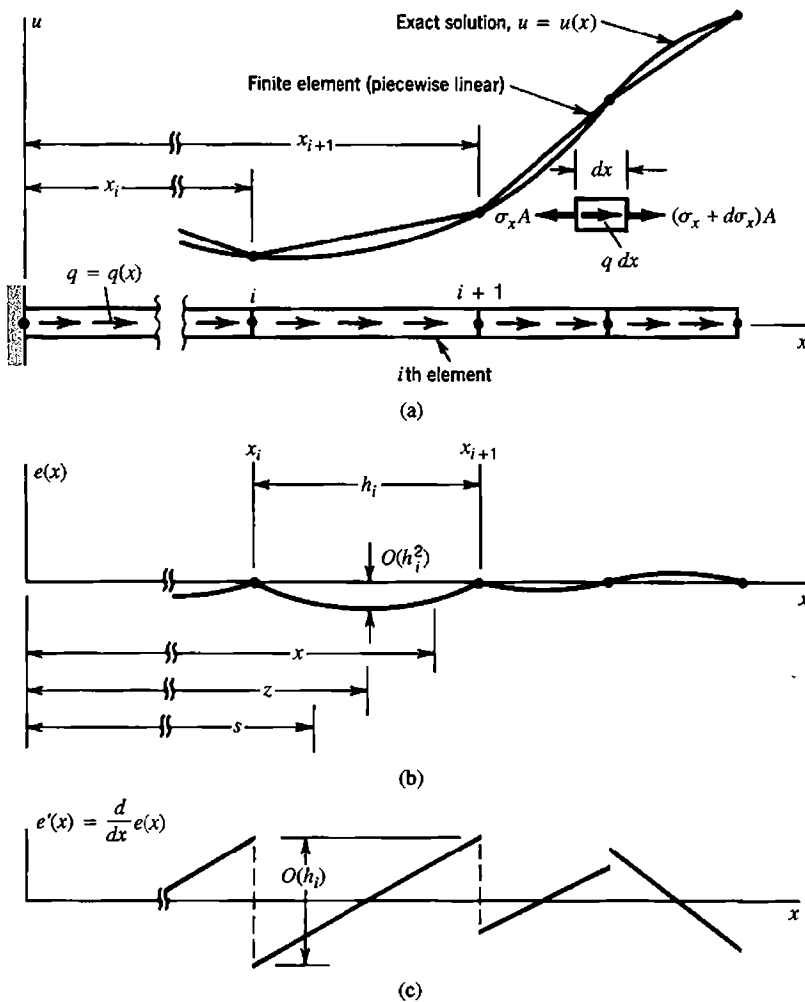 u
Exact solution, u = u(x)
Finite element (piecewise linear)
x_{i+1}
dx
x_i
σ_x A
(σ_x + dσ_x)A
q dx
q = q(x)
i
i + 1
x
ith element
(a)
x_i
x_{i+1}
e(x)
h_i
O(h_i^2)
x
x
z
s
(b)
e'(x) = \frac{d}{dx} e(x)
O(h_i)
x
(c)